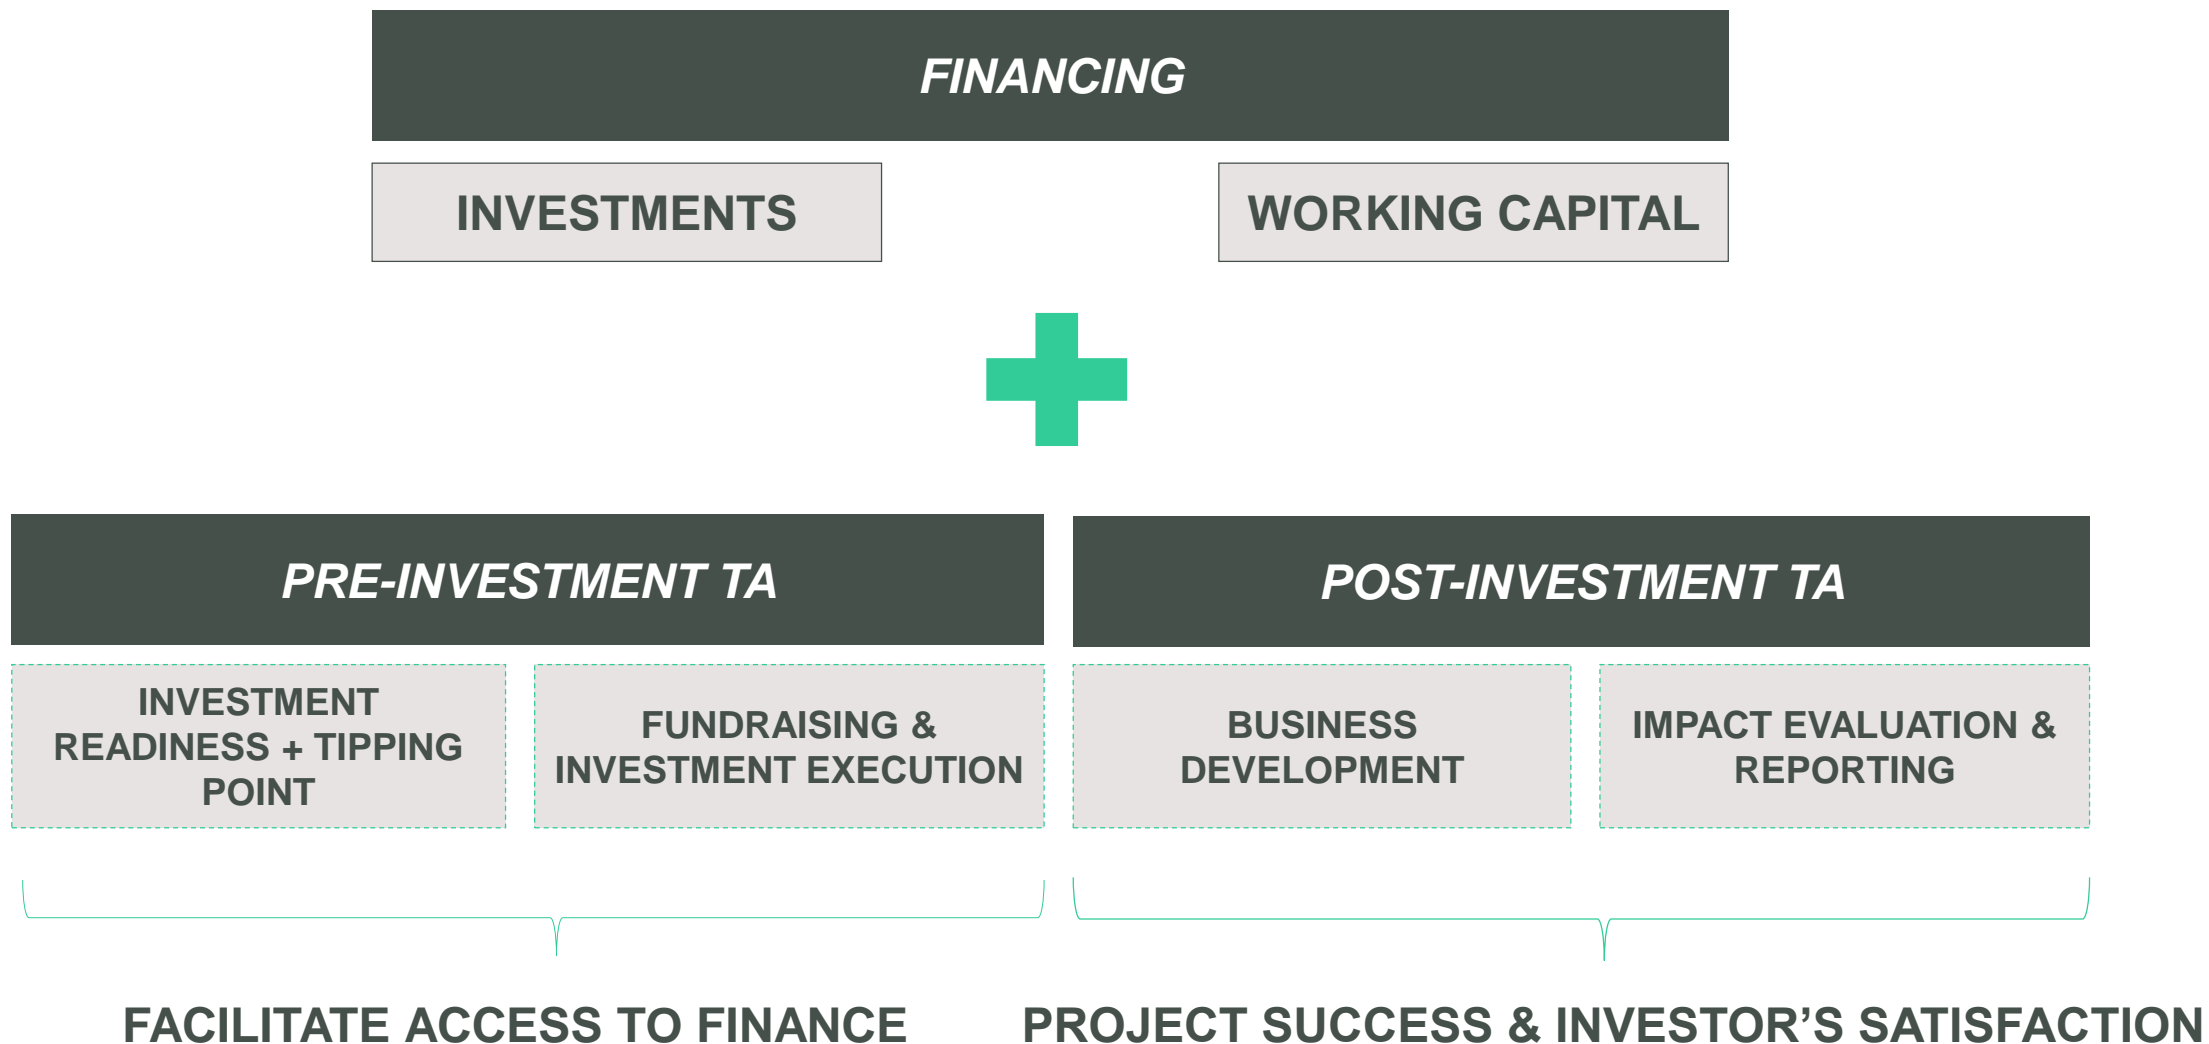 FINANCING
INVESTMENTS
WORKING CAPITAL
PRE-INVESTMENT TA
POST-INVESTMENT TA
INVESTMENT
READINESS + TIPPING
POINT
FUNDRAISING &
INVESTMENT EXECUTION
BUSINESS
DEVELOPMENT
IMPACT EVALUATION &
REPORTING
FACILITATE ACCESS TO FINANCE
PROJECT SUCCESS & INVESTOR’S SATISFACTION